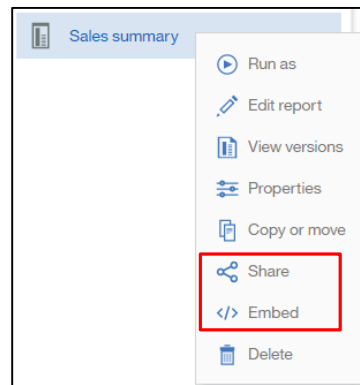 Sales summary
Run as
Edit report
View versions
Properties
Copy or move
Share
Embed
Delete